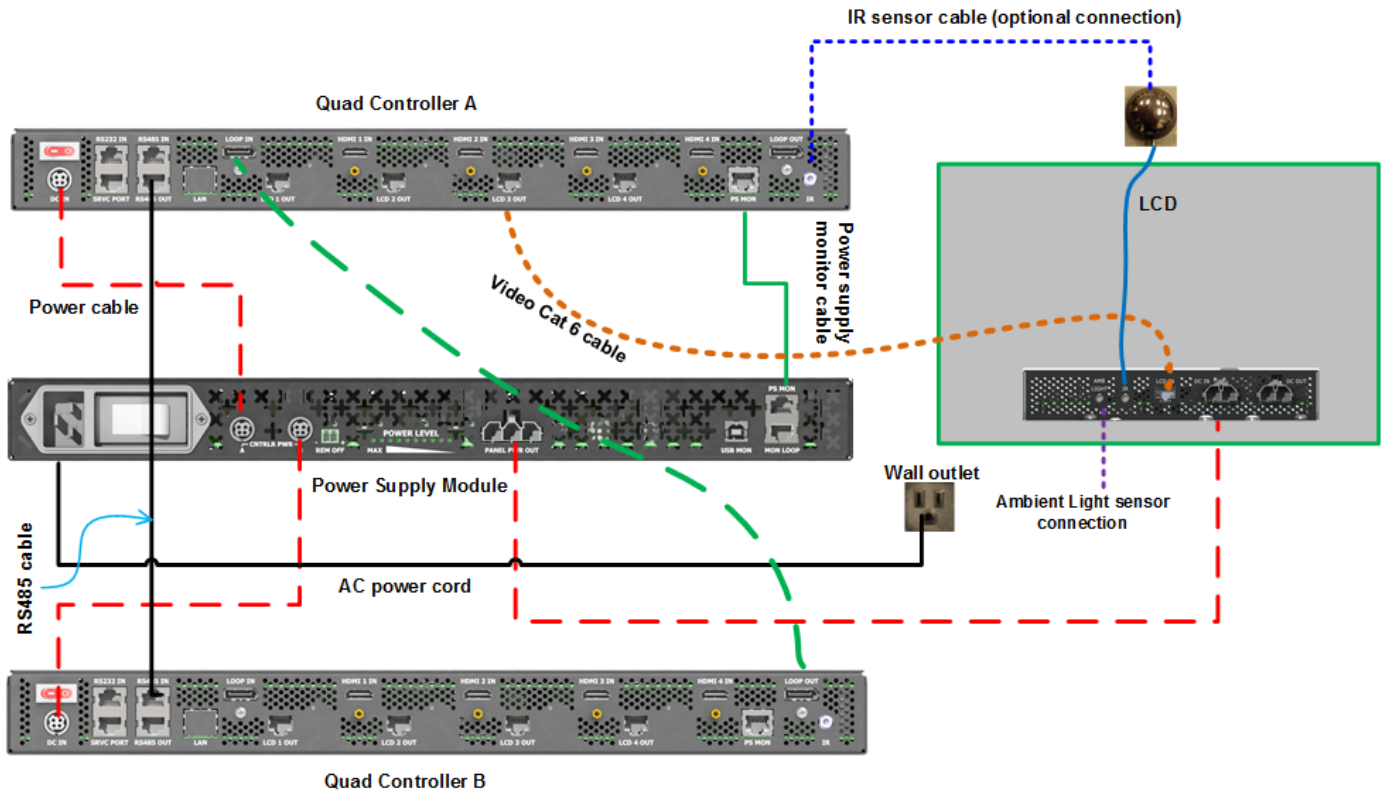 IR sensor cable (optional connection)
Quad Controller A
RS232 IN
RS485 IN
LOOP IN
HDMI 1 IN
HDMI 2 IN
HDMI 3 IN
HDMI 4 IN
LOOP OUT
DC IN
SRVC PORT
LAN
LCD 2 OUT
LCD 3 OUT
LCD 4 OUT
PS MON
IR
LCD
Power supply
monitor cable
Power cable
Video Cat 6 cable
AMB
LIGHT
IR
DC IN
DC OUT
PS MON
A
CNTRLR PWR
REM OFF
POWER LEVEL
MAX
PANEL PWR OUT
USB MON
MON LOOP
Power Supply Module
Wall outlet
Ambient Light sensor
connection
RS485 cable
AC power cord
RS232 IN
LOOP IN
HDMI 1 IN
HDMI 2 IN
HDMI 3 IN
HDMI 4 IN
LOOP OUT
DC IN
SRVC PORT
RS485 OUT
LAN
LCD 1 OUT
LCD 2 OUT
LCD 3 OUT
LCD 4 OUT
PS MON
IR
Quad Controller B